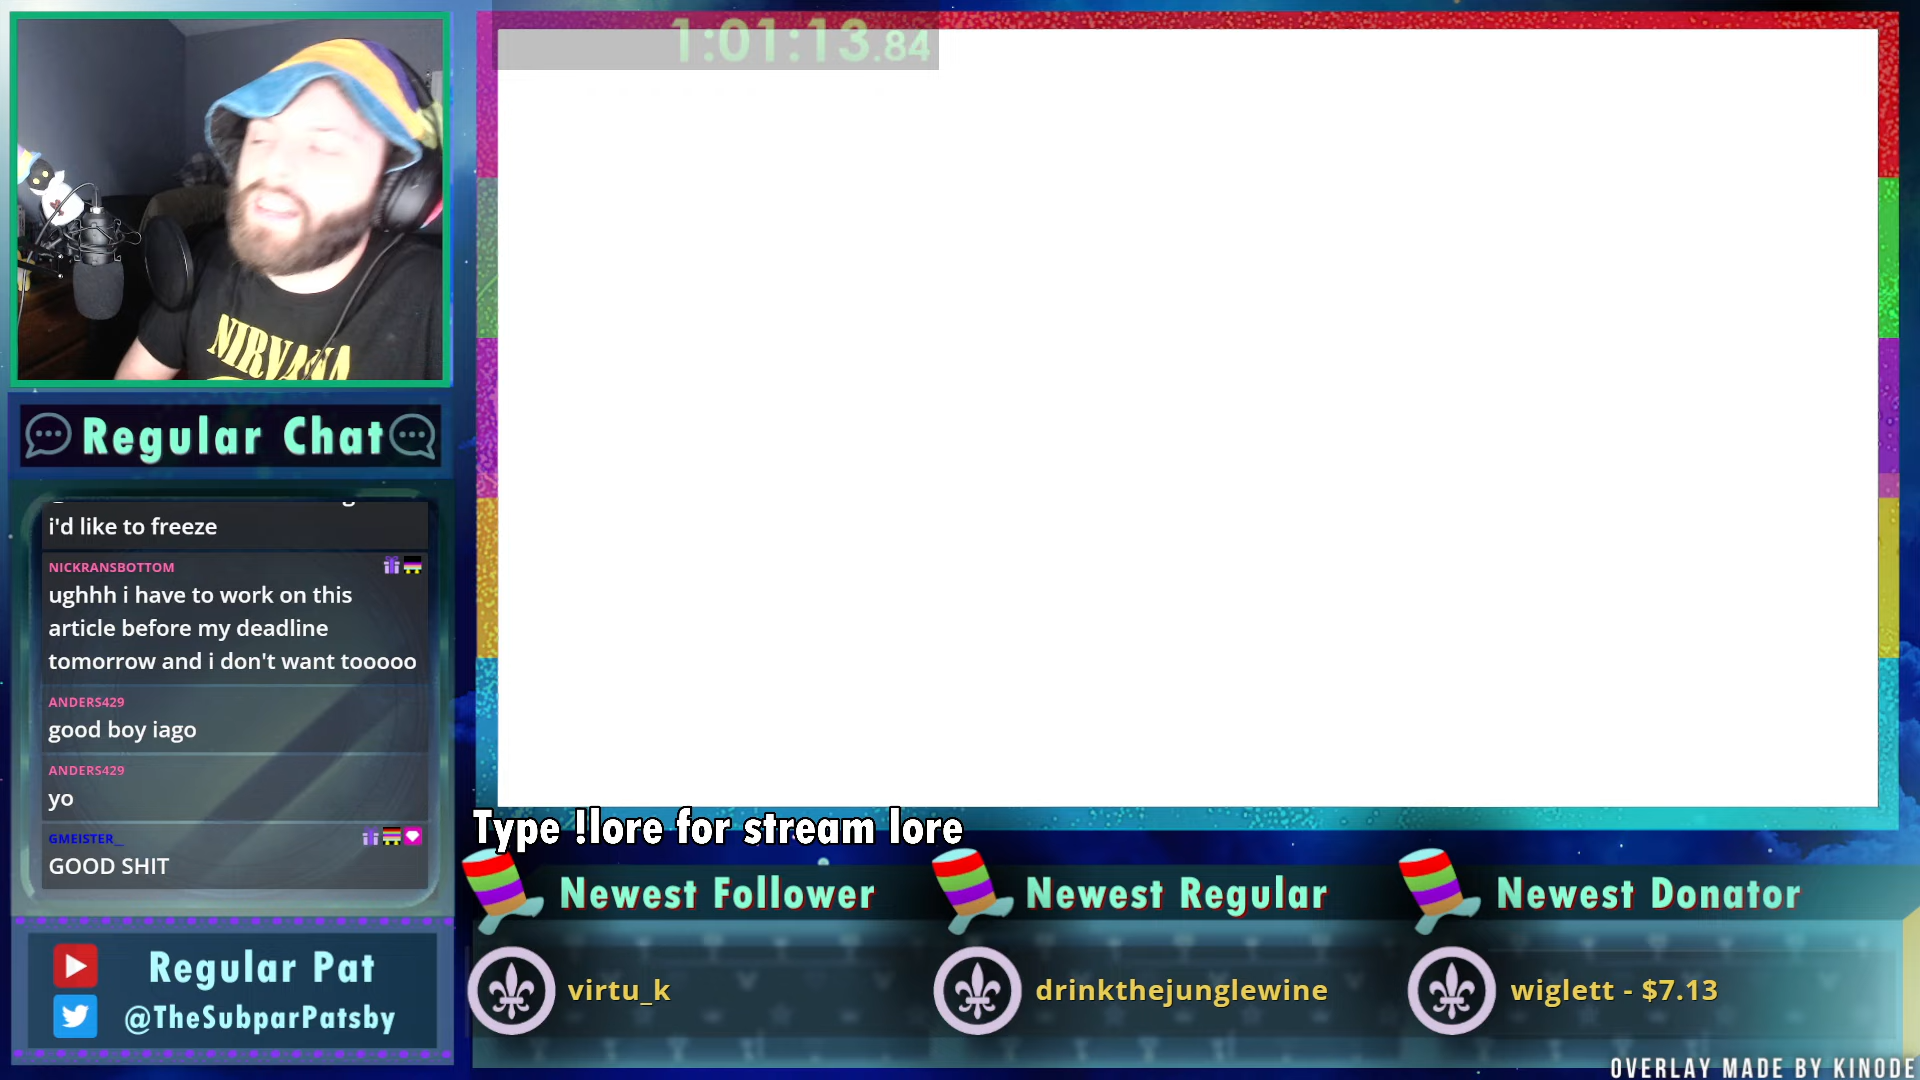 1:01:13.84
NIRVANA
Regular Chat
i'd like to freeze
NICKRANSBOTTOM
ughhh i have to work on this
article before my deadline
tomorrow and i don't want tooooo
ANDERS429
good boy iago
ANDERS429
yo
GMEISTER__
GOOD SHIT
Regular Pat
@TheSubparPatsby
Type !lore for stream lore
Newest Follower
virtu_k
Newest Regular
drinkthejunglewine
Newest Donator
wiglett - $7.13
OVERLAY MADE BY KINODE